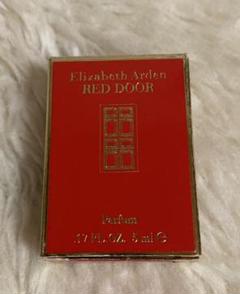 Elizabeth Arden
RED DOOR
Parfum
.17 FL. OZ. 5 ml ℮